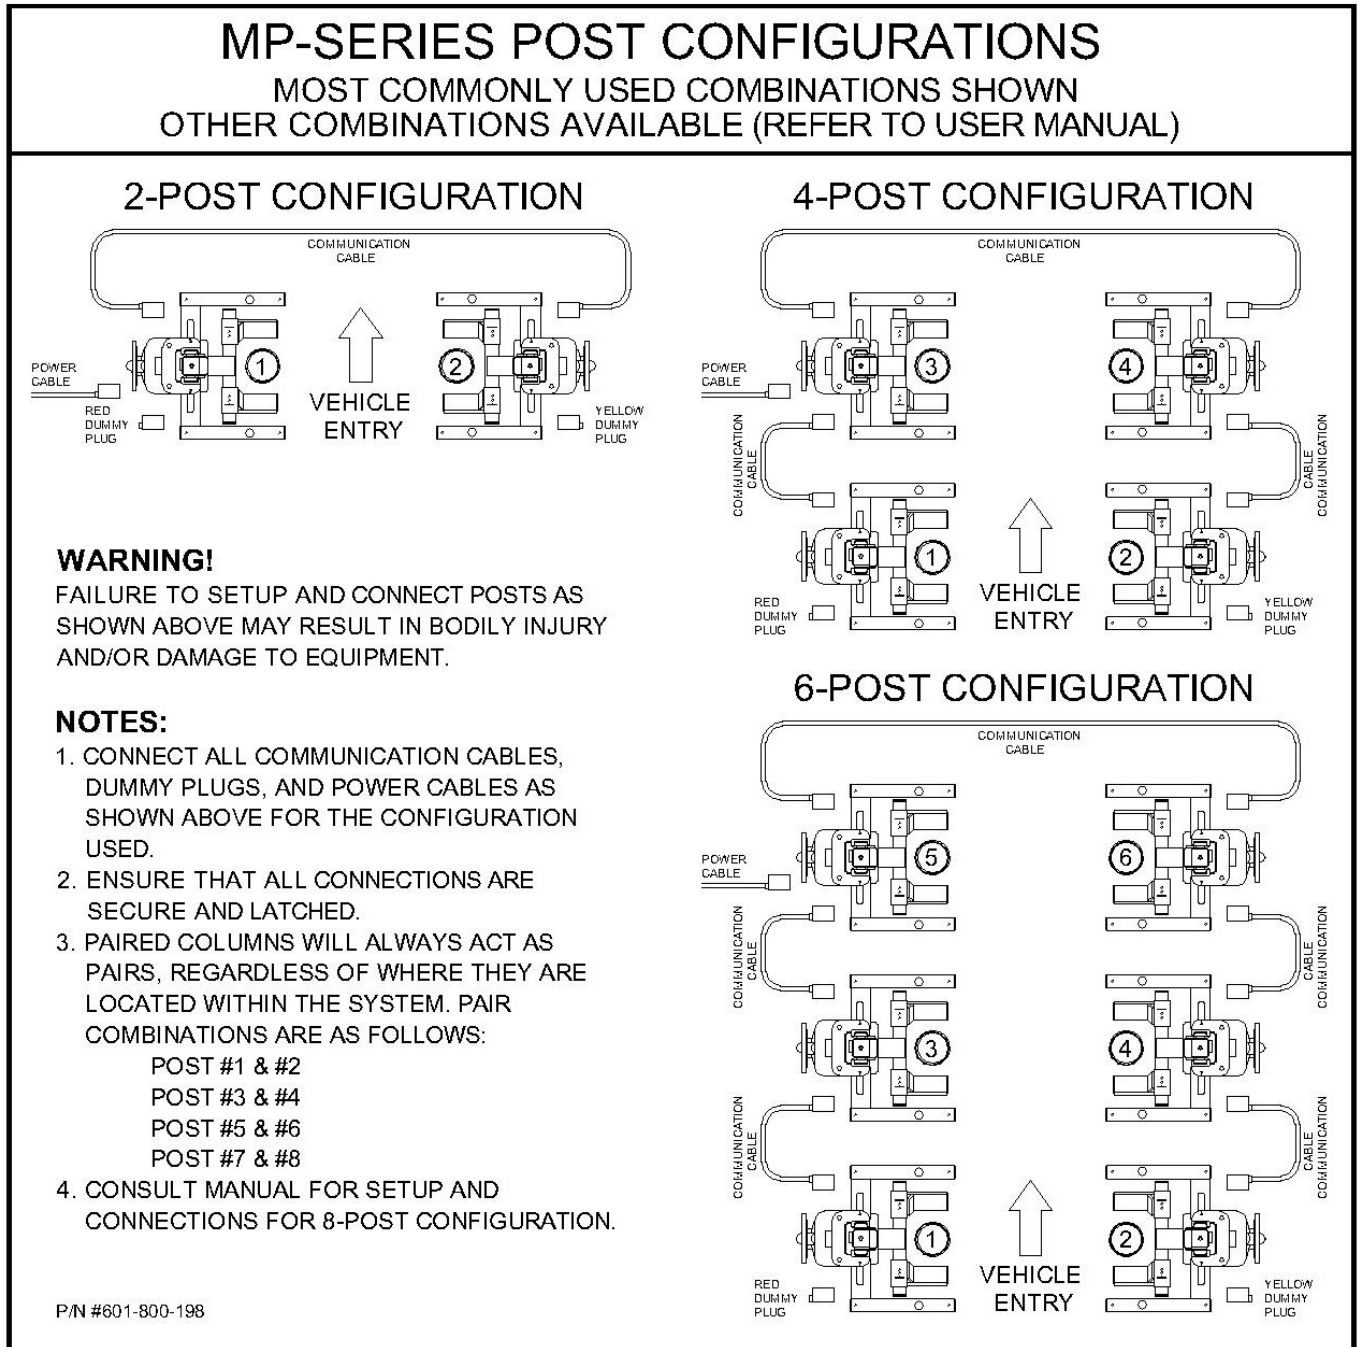 MP-SERIES POST CONFIGURATIONS
MOST COMMONLY USED COMBINATIONS SHOWN
OTHER COMBINATIONS AVAILABLE (REFER TO USER MANUAL)
2-POST CONFIGURATION
COMMUNICATION
CABLE
1
2
POWER
CABLE
RED
DUMMY
PLUG
VEHICLE
ENTRY
YELLOW
DUMMY
PLUG
WARNING!
FAILURE TO SETUP AND CONNECT POSTS AS
SHOWN ABOVE MAY RESULT IN BODILY INJURY
AND/OR DAMAGE TO EQUIPMENT.
NOTES:
1. CONNECT ALL COMMUNICATION CABLES,
DUMMY PLUGS, AND POWER CABLES AS
SHOWN ABOVE FOR THE CONFIGURATION
USED.
2. ENSURE THAT ALL CONNECTIONS ARE
SECURE AND LATCHED.
3. PAIRED COLUMNS WILL ALWAYS ACT AS
PAIRS, REGARDLESS OF WHERE THEY ARE
LOCATED WITHIN THE SYSTEM. PAIR
COMBINATIONS ARE AS FOLLOWS:
POST #1 & #2
POST #3 & #4
POST #5 & #6
POST #7 & #8
4. CONSULT MANUAL FOR SETUP AND
CONNECTIONS FOR 8-POST CONFIGURATION.
P/N #601-800-198
4-POST CONFIGURATION
COMMUNICATION
CABLE
3
4
POWER
CABLE
COMMUNICATION
CABLE
CABLE
COMMUNICATION
1
2
RED
DUMMY
PLUG
VEHICLE
ENTRY
YELLOW
DUMMY
PLUG
6-POST CONFIGURATION
COMMUNICATION
CABLE
5
6
POWER
CABLE
COMMUNICATION
CABLE
CABLE
COMMUNICATION
3
4
COMMUNICATION
CABLE
CABLE
COMMUNICATION
1
2
RED
DUMMY
PLUG
VEHICLE
ENTRY
YELLOW
DUMMY
PLUG